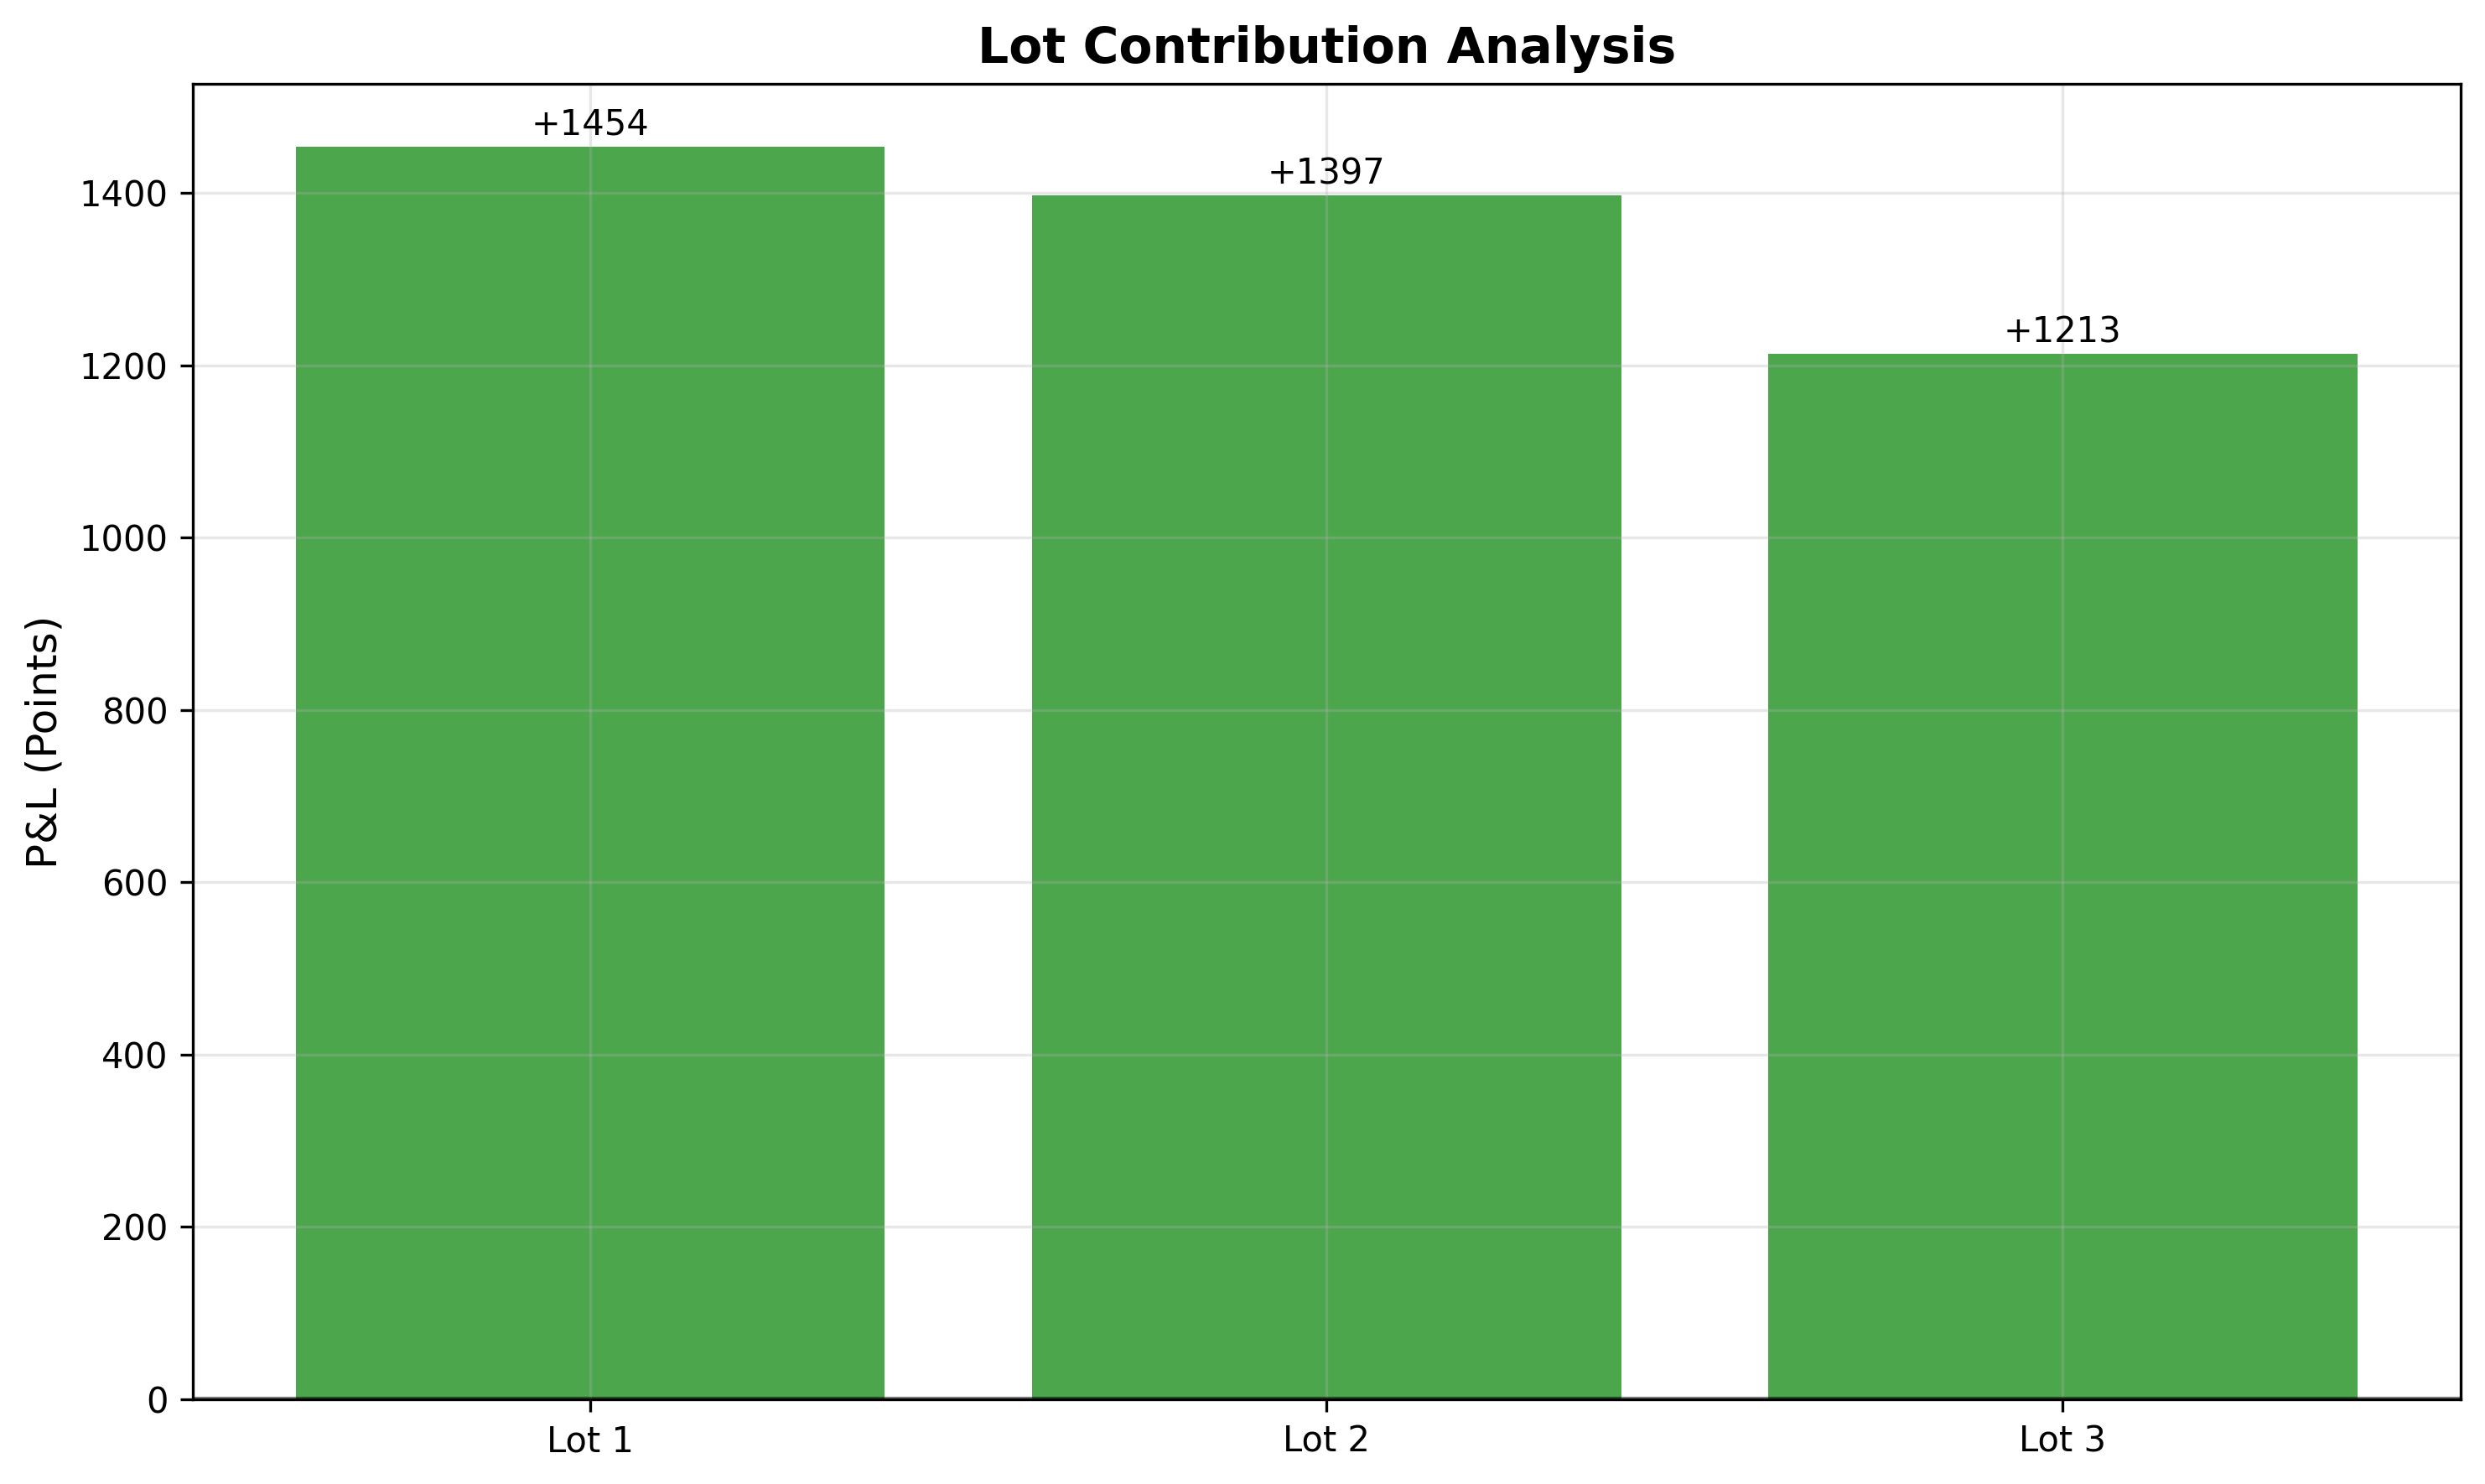 Lot Contribution Analysis
+1454
+1397
+1213
1400
1200
1000
800
600
400
200
0
P&L (Points)
Lot 1
Lot 2
Lot 3